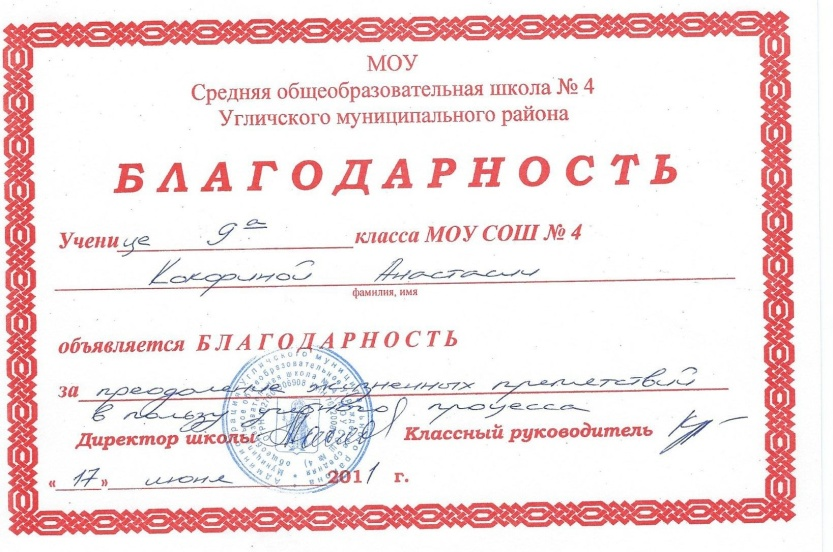 МОУ
Средняя общеобразовательная школа № 4
Угличского муниципального района
БЛАГОДАРНОСТЬ
Ученице 9а класса МОУ СОШ № 4
Кокориной Анастасии
фамилия, имя
объявляется БЛАГОДАРНОСТЬ
за преодоление жизненных препятствий
в пользу учебного процесса
Директор школы Классный руководитель
«17» июня 2011 г.